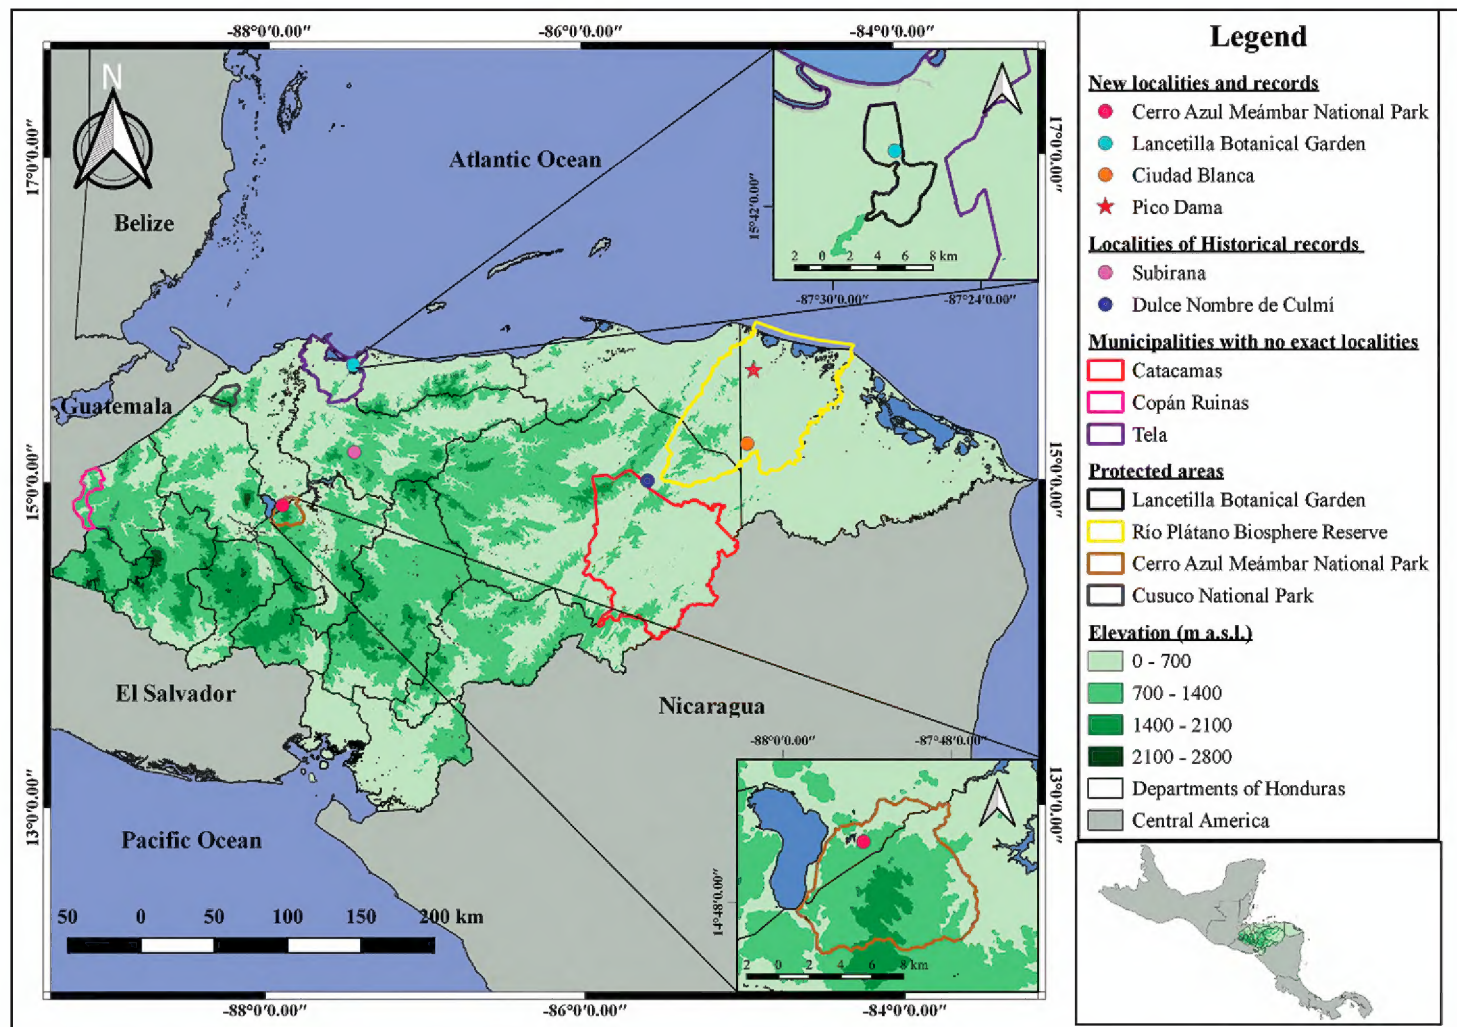 -88°0'0.00"
-86°0'0.00"
-84°0'0.00"
17°0'0.00"
15°0'0.00"
13°0'0.00"
N
Atlantic Ocean
Belize
Guatemala
El Salvador
Nicaragua
Pacific Ocean
50 0 50 100 150 200 km
15°42'0.00"
2 0 2 4 6 8 km
-87°30'0.00"
-87°24'0.00"
17°0'0.00"
15°0'0.00"
13°0'0.00"
-88°0'0.00"
-87°48'0.00"
14°48'0.00"
2 0 2 4 6 8 km
-88°0'0.00"
-86°0'0.00"
-84°0'0.00"
Legend
New localities and records
Cerro Azul Meámbar National Park
Lancetilla Botanical Garden
Ciudad Blanca
Pico Dama
Localities of Historical records
Subirana
Dulce Nombre de Culmí
Municipalities with no exact localities
Catacamas
Copán Ruinas
Tela
Protected areas
Lancetilla Botanical Garden
Río Plátano Biosphere Reserve
Cerro Azul Meámbar National Park
Cusuco National Park
Elevation (m a.s.l.)
0 - 700
700 - 1400
1400 - 2100
2100 - 2800
Departments of Honduras
Central America